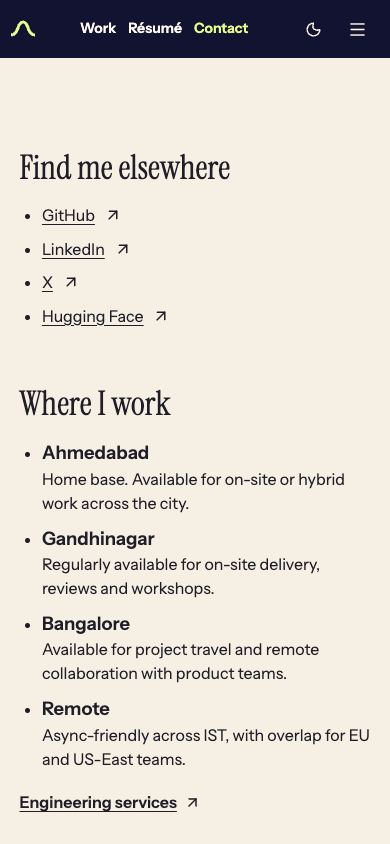 Work Résumé Contact
Find me elsewhere
GitHub
LinkedIn
X
Hugging Face
Where I work
Ahmedabad
Home base. Available for on-site or hybrid
work across the city.
Gandhinagar
Regularly available for on-site delivery,
reviews and workshops.
Bangalore
Available for project travel and remote
collaboration with product teams.
Remote
Async-friendly across IST, with overlap for EU
and US-East teams.
Engineering services